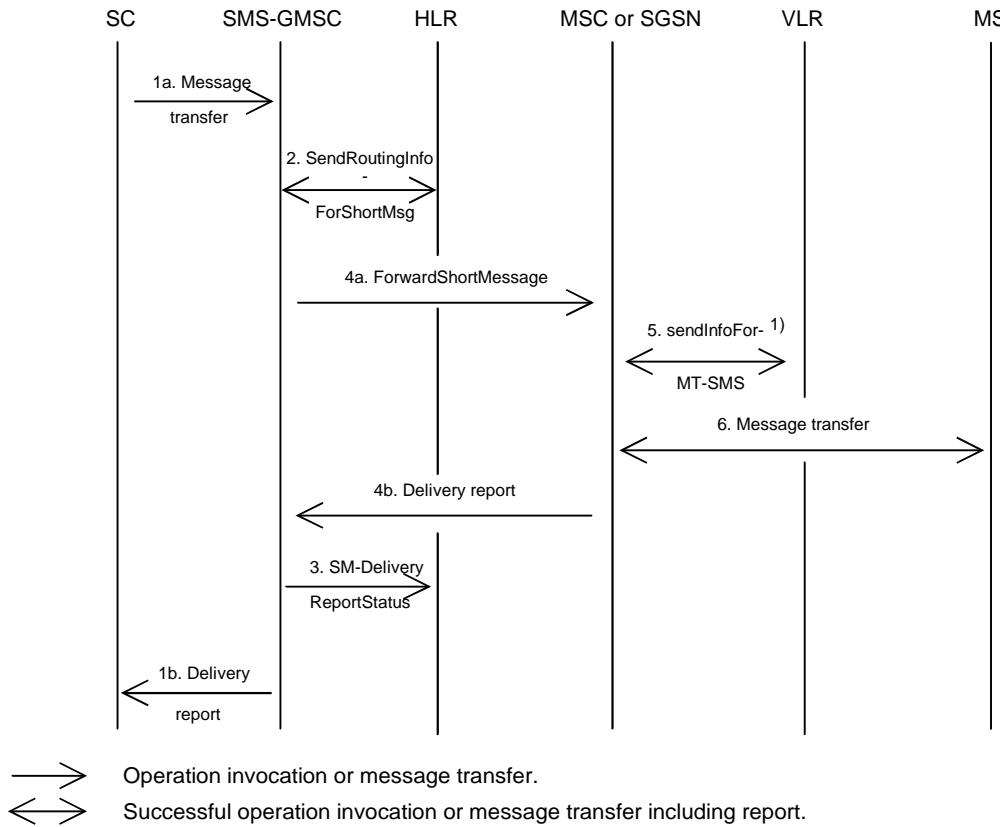 SC SMS-GMSC HLR MSC or SGSN VLR MS
1a. Message
transfer
2. SendRoutingInfo
-
ForShortMsg
4a. ForwardShortMessage
5. sendInfoFor- 1)
MT-SMS
6. Message transfer
4b. Delivery report
3. SM-Delivery
ReportStatus
1b. Delivery
report
Operation invocation or message transfer.
Successful operation invocation or message transfer including report.